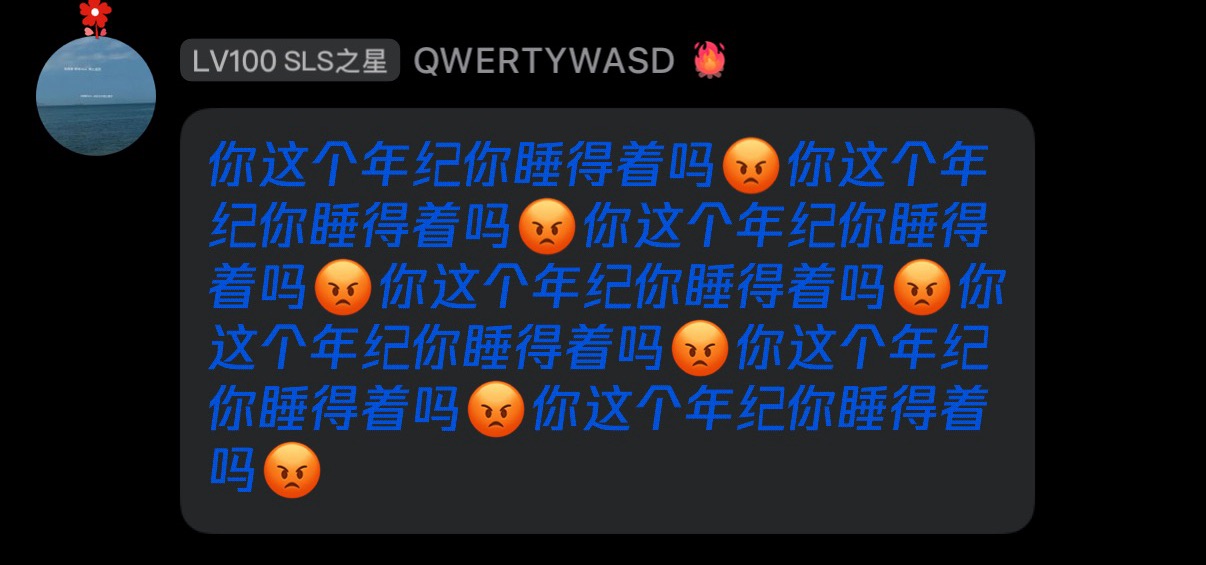 LV100 SLS之星 QWERTYWASD
你这个年纪你睡得着吗😡你这个年
纪你睡得着吗😡你这个年纪你睡得
着吗😡你这个年纪你睡得着吗😡你
这个年纪你睡得着吗😡你这个年纪
你睡得着吗😡你这个年纪你睡得着
吗😡